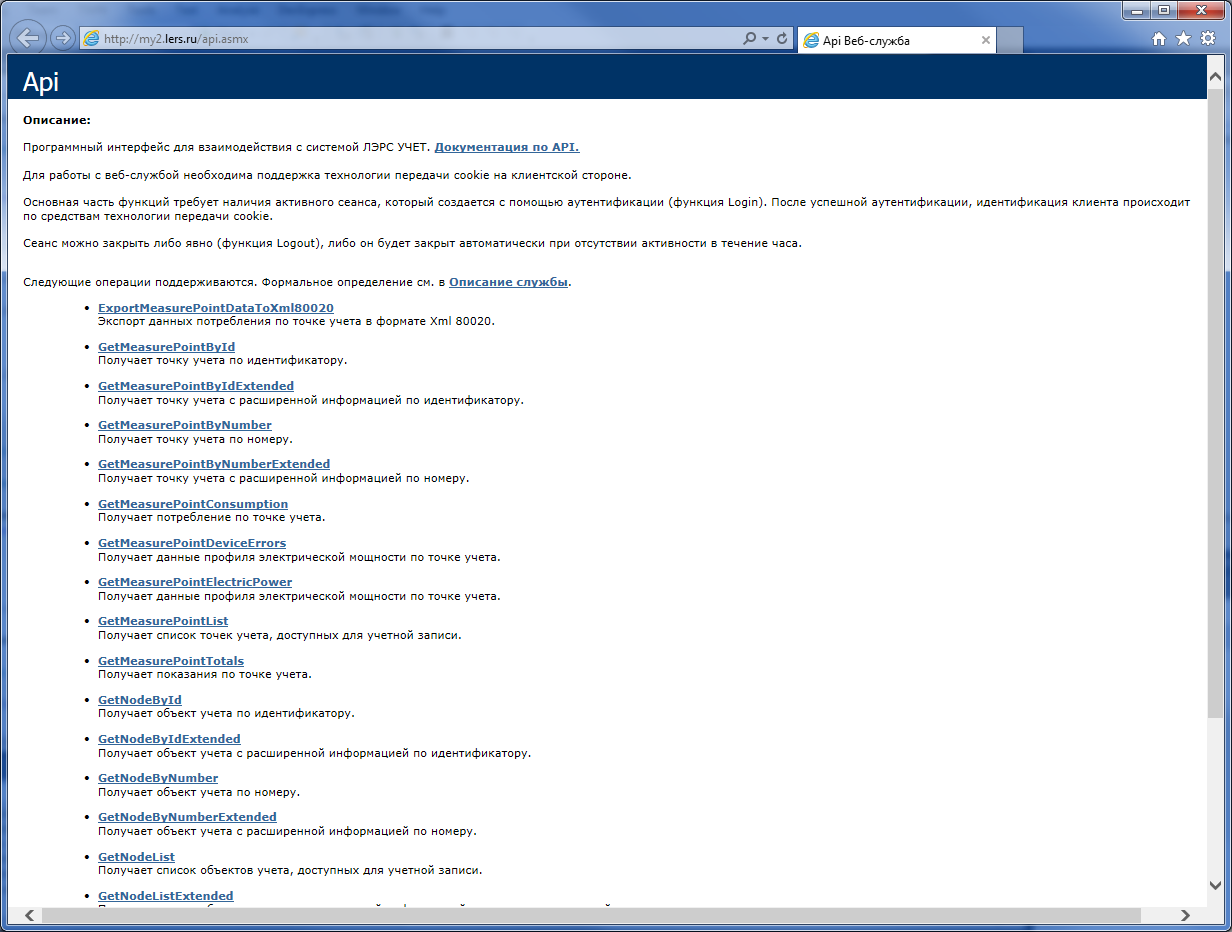 http://my2.lers.ru/api.asmx
Api Веб-служба
Api
Описание:
Программный интерфейс для взаимодействия с системой ЛЭРС УЧЕТ. Документация по API.
Для работы с веб-службой необходима поддержка технологии передачи cookie на клиентской стороне.
Основная часть функций требует наличия активного сеанса, который создается с помощью аутентификации (функция Login). После успешной аутентификации, идентификация клиента происходит
по средствам технологии передачи cookie.
Сеанс можно закрыть либо явно (функция Logout), либо он будет закрыт автоматически при отсутствии активности в течение часа.
Следующие операции поддерживаются. Формальное определение см. в Описание службы.
• ExportMeasurePointDataToXml80020
Экспорт данных потребления по точке учета в формате Xml 80020.
• GetMeasurePointById
Получает точку учета по идентификатору.
• GetMeasurePointByIdExtended
Получает точку учета с расширенной информацией по идентификатору.
• GetMeasurePointByNumber
Получает точку учета по номеру.
• GetMeasurePointByNumberExtended
Получает точку учета с расширенной информацией по номеру.
• GetMeasurePointConsumption
Получает потребление по точке учета.
• GetMeasurePointDeviceErrors
Получает данные профиля электрической мощности по точке учета.
• GetMeasurePointElectricPower
Получает данные профиля электрической мощности по точке учета.
• GetMeasurePointList
Получает список точек учета, доступных для учетной записи.
• GetMeasurePointTotals
Получает показания по точке учета.
• GetNodeById
Получает объект учета по идентификатору.
• GetNodeByIdExtended
Получает объект учета с расширенной информацией по идентификатору.
• GetNodeByNumber
Получает объект учета по номеру.
• GetNodeByNumberExtended
Получает объект учета с расширенной информацией по номеру.
• GetNodeList
Получает список объектов учета, доступных для учетной записи.
• GetNodeListExtended